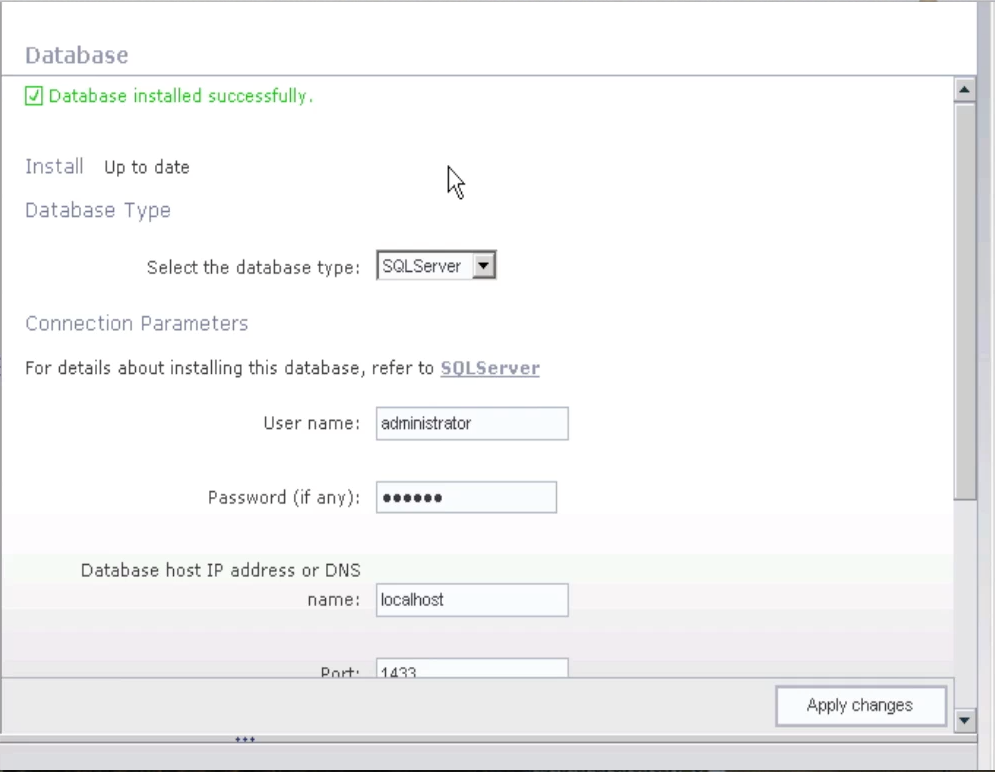 Database
Database installed successfully.
Install Up to date
Database Type
Select the database type: SQLServer
Connection Parameters
For details about installing this database, refer to SQLServer
User name: administrator
Password (if any): ••••••
Database host IP address or DNS
name: localhost
Port: 1433
Apply changes